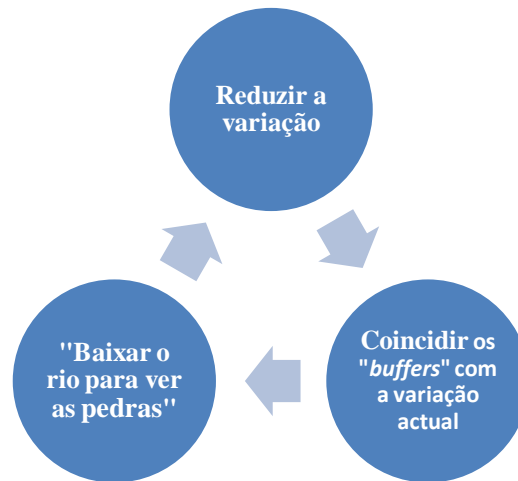 Reduzir a
variação
Coincidir os
"buffers" com
a variação
actual
"Baixar o
rio para ver
as pedras"